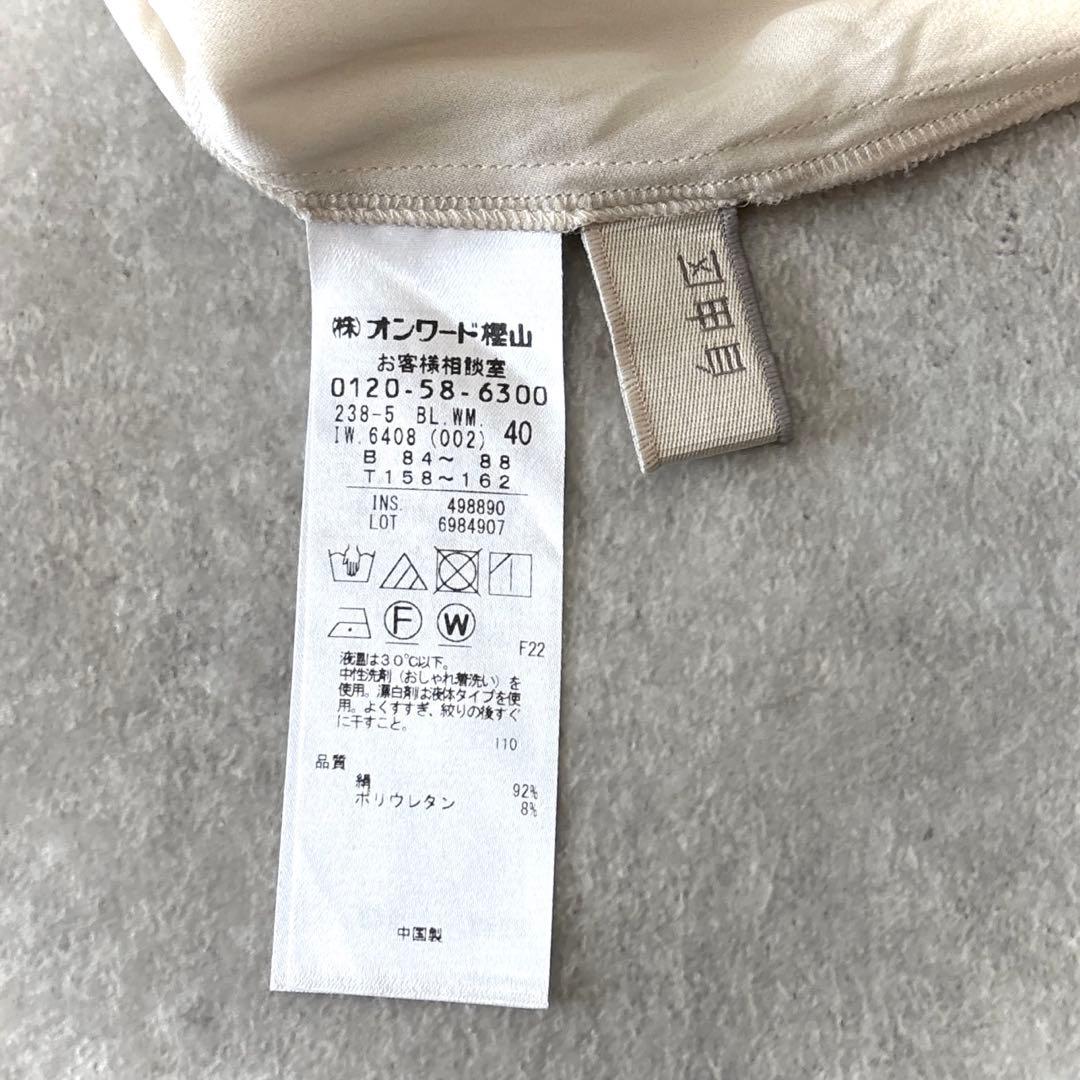 ㈱オンワード樫山
お客様相談室
0120-58-6300
238-5 BL.WM.
IW.6408 (002) 40
B 84～ 88
T158～162
INS. 498890
LOT 6984907
F W
F22
液温は30℃以下。
中性洗剤（おしゃれ着洗い）を
使用。漂白剤は液体タイプを使
用。よくすすぎ、絞りの後すぐ
に干すこと。
110
品質
絹 92%
ポリウレタン 8%
中国製
自由区